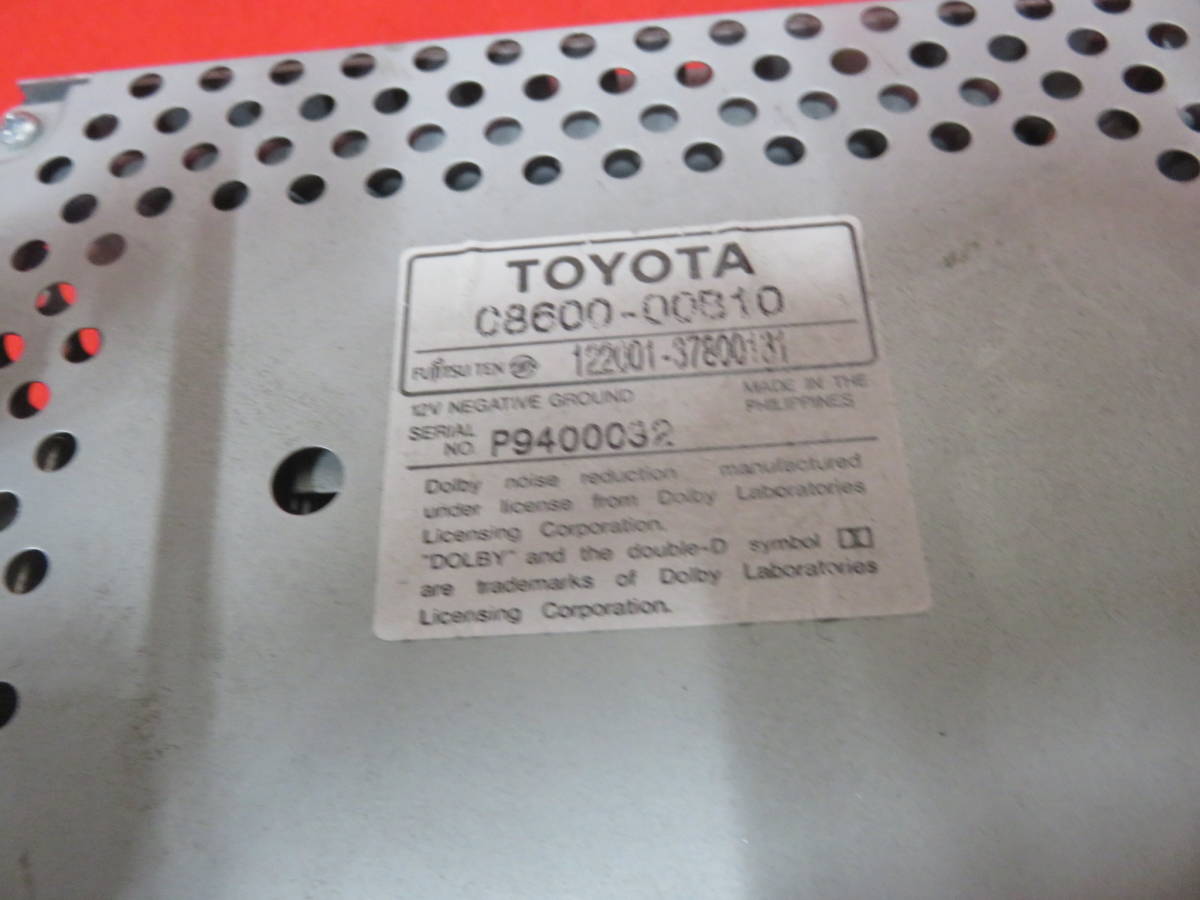 TOYOTA
08600-00B10
FUJITSU TEN 122001-37800131
12V NEGATIVE GROUND
MADE IN THE
PHILIPPINES
SERIAL
NO. P9400032
Dolby noise reduction manufactured
under license from Dolby Laboratories
Licensing Corporation.
"DOLBY" and the double-D symbol
are trademarks of Dolby Laboratories
Licensing Corporation.